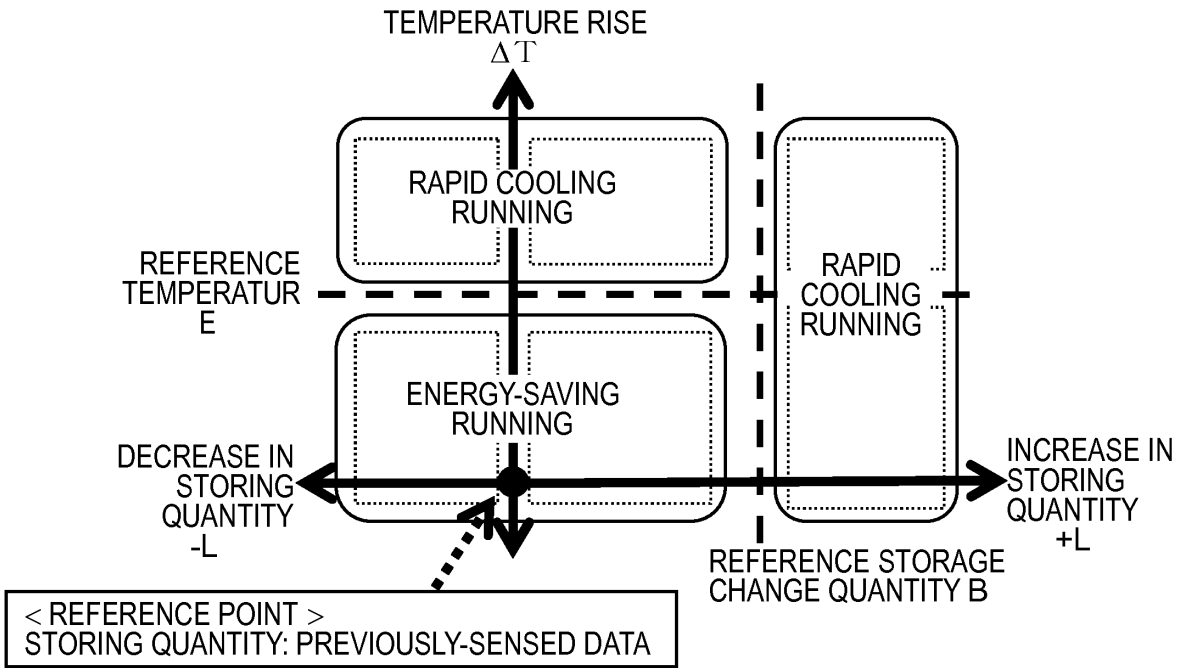 TEMPERATURE RISE
ΔT
RAPID COOLING
RUNNING
REFERENCE
TEMPERATUR
E
RAPID
COOLING
RUNNING
ENERGY-SAVING
RUNNING
DECREASE IN
STORING
QUANTITY
-L
INCREASE IN
STORING
QUANTITY
+L
REFERENCE STORAGE
CHANGE QUANTITY B
< REFERENCE POINT >
STORING QUANTITY: PREVIOUSLY-SENSED DATA